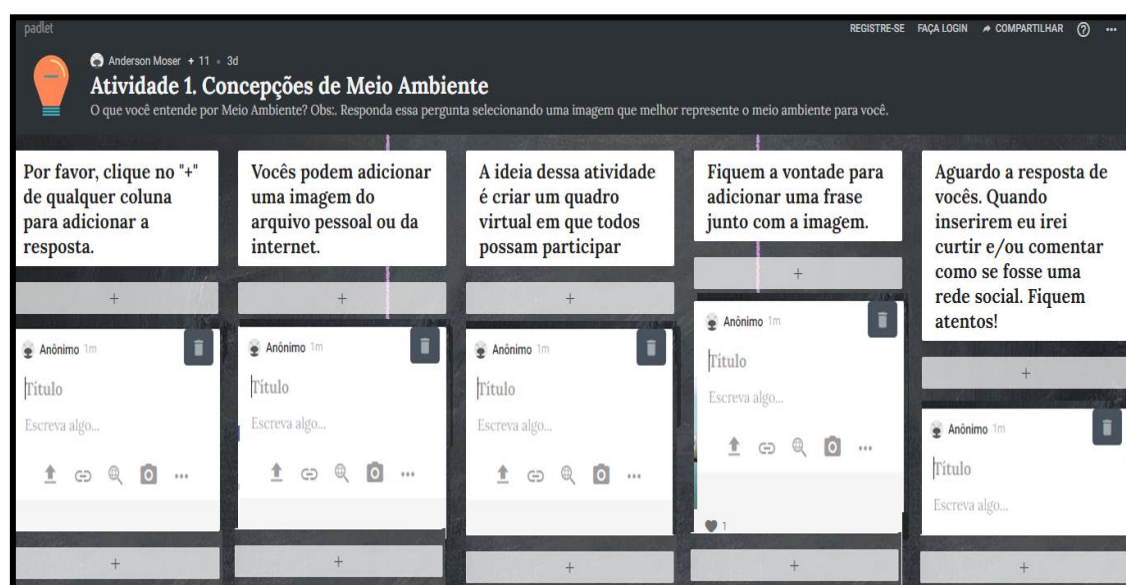 padlet
REGISTRE-SE FAÇA LOGIN COMPARTILHAR ? ...
Anderson Moser + 11 • 3d
Atividade 1. Concepções de Meio Ambiente
O que você entende por Meio Ambiente? Obs:. Responda essa pergunta selecionando uma imagem que melhor represente o meio ambiente para você.
Por favor, clique no "+"
de qualquer coluna
para adicionar a
resposta.
+
Anônimo 1m
Título
Escreva algo...
...
+
Vocês podem adicionar
uma imagem do
arquivo pessoal ou da
internet.
+
Anônimo 1m
Título
Escreva algo...
...
+
A ideia dessa atividade
é criar um quadro
virtual em que todos
possam participar
+
Anônimo 1m
Título
Escreva algo...
...
+
Fiquem a vontade para
adicionar uma frase
junto com a imagem.
+
Anônimo 1m
Título
Escreva algo...
...
1
+
Aguardo a resposta de
vocês. Quando
inserirem eu irei
curtir e/ou comentar
como se fosse uma
rede social. Fiquem
atentos!
+
Anônimo 1m
Título
Escreva algo...
+